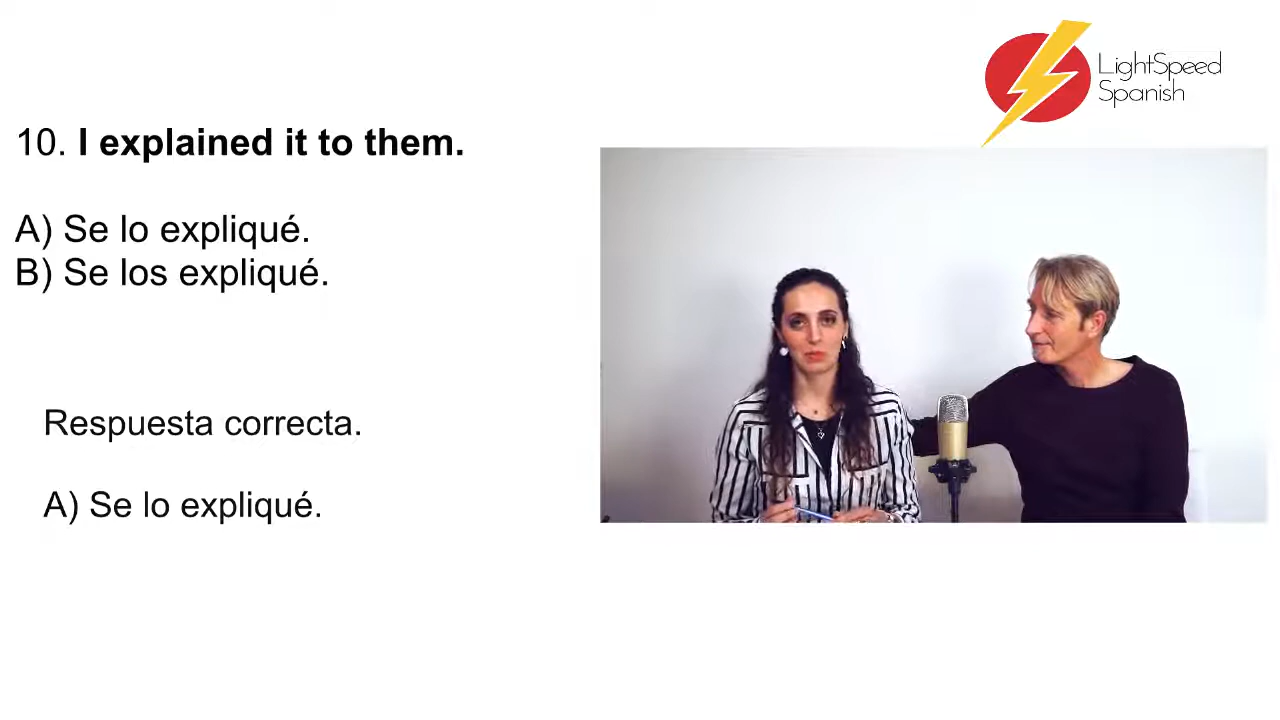 LightSpeed
Spanish
10. I explained it to them.
A) Se lo expliqué.
B) Se los expliqué.
Respuesta correcta.
A) Se lo expliqué.